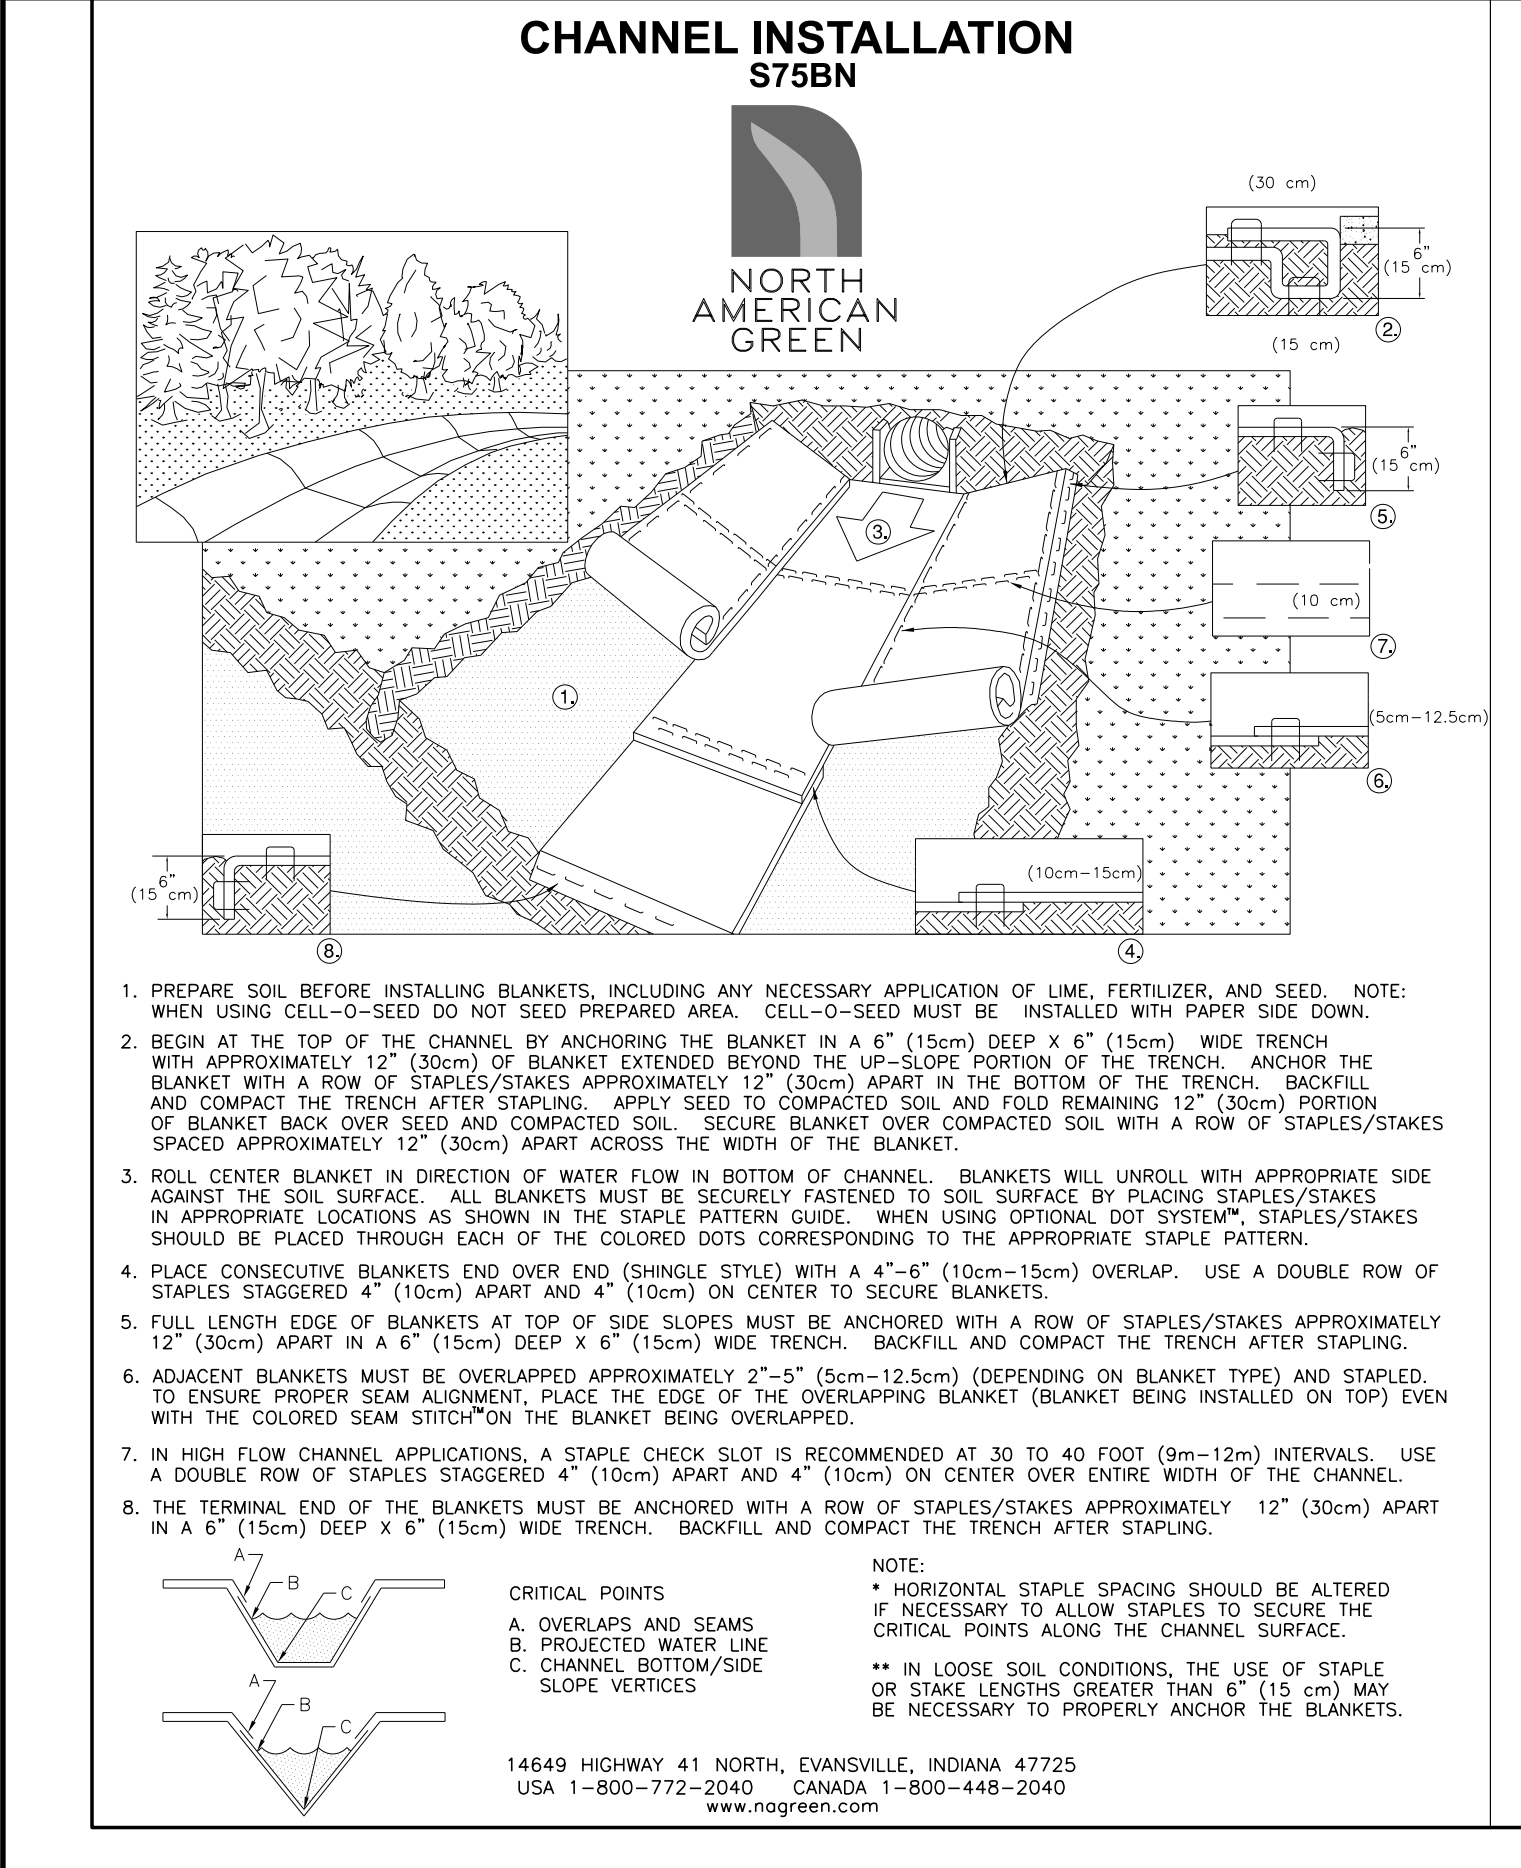 CHANNEL INSTALLATION
S75BN
NORTH
AMERICAN
GREEN
(30 cm)
6"
(15 cm)
2.
(15 cm)
6"
(15 cm)
5.
3.
(10 cm)
7.
1.
(5cm-12.5cm)
6.
6"
(15 cm)
8.
(10cm-15cm)
4.
1. PREPARE SOIL BEFORE INSTALLING BLANKETS, INCLUDING ANY NECESSARY APPLICATION OF LIME, FERTILIZER, AND SEED. NOTE:
WHEN USING CELL-O-SEED DO NOT SEED PREPARED AREA. CELL-O-SEED MUST BE INSTALLED WITH PAPER SIDE DOWN.
2. BEGIN AT THE TOP OF THE CHANNEL BY ANCHORING THE BLANKET IN A 6" (15cm) DEEP X 6" (15cm) WIDE TRENCH
WITH APPROXIMATELY 12" (30cm) OF BLANKET EXTENDED BEYOND THE UP-SLOPE PORTION OF THE TRENCH. ANCHOR THE
BLANKET WITH A ROW OF STAPLES/STAKES APPROXIMATELY 12" (30cm) APART IN THE BOTTOM OF THE TRENCH. BACKFILL
AND COMPACT THE TRENCH AFTER STAPLING. APPLY SEED TO COMPACTED SOIL AND FOLD REMAINING 12" (30cm) PORTION
OF BLANKET BACK OVER SEED AND COMPACTED SOIL. SECURE BLANKET OVER COMPACTED SOIL WITH A ROW OF STAPLES/STAKES
SPACED APPROXIMATELY 12" (30cm) APART ACROSS THE WIDTH OF THE BLANKET.
3. ROLL CENTER BLANKET IN DIRECTION OF WATER FLOW IN BOTTOM OF CHANNEL. BLANKETS WILL UNROLL WITH APPROPRIATE SIDE
AGAINST THE SOIL SURFACE. ALL BLANKETS MUST BE SECURELY FASTENED TO SOIL SURFACE BY PLACING STAPLES/STAKES
IN APPROPRIATE LOCATIONS AS SHOWN IN THE STAPLE PATTERN GUIDE. WHEN USING OPTIONAL DOT SYSTEM™, STAPLES/STAKES
SHOULD BE PLACED THROUGH EACH OF THE COLORED DOTS CORRESPONDING TO THE APPROPRIATE STAPLE PATTERN.
4. PLACE CONSECUTIVE BLANKETS END OVER END (SHINGLE STYLE) WITH A 4"-6" (10cm-15cm) OVERLAP. USE A DOUBLE ROW OF
STAPLES STAGGERED 4" (10cm) APART AND 4" (10cm) ON CENTER TO SECURE BLANKETS.
5. FULL LENGTH EDGE OF BLANKETS AT TOP OF SIDE SLOPES MUST BE ANCHORED WITH A ROW OF STAPLES/STAKES APPROXIMATELY
12" (30cm) APART IN A 6" (15cm) DEEP X 6" (15cm) WIDE TRENCH. BACKFILL AND COMPACT THE TRENCH AFTER STAPLING.
6. ADJACENT BLANKETS MUST BE OVERLAPPED APPROXIMATELY 2"-5" (5cm-12.5cm) (DEPENDING ON BLANKET TYPE) AND STAPLED.
TO ENSURE PROPER SEAM ALIGNMENT, PLACE THE EDGE OF THE OVERLAPPING BLANKET (BLANKET BEING INSTALLED ON TOP) EVEN
WITH THE COLORED SEAM STITCH™ ON THE BLANKET BEING OVERLAPPED.
7. IN HIGH FLOW CHANNEL APPLICATIONS, A STAPLE CHECK SLOT IS RECOMMENDED AT 30 TO 40 FOOT (9m-12m) INTERVALS. USE
A DOUBLE ROW OF STAPLES STAGGERED 4" (10cm) APART AND 4" (10cm) ON CENTER OVER ENTIRE WIDTH OF THE CHANNEL.
8. THE TERMINAL END OF THE BLANKETS MUST BE ANCHORED WITH A ROW OF STAPLES/STAKES APPROXIMATELY 12" (30cm) APART
IN A 6" (15cm) DEEP X 6" (15cm) WIDE TRENCH. BACKFILL AND COMPACT THE TRENCH AFTER STAPLING.
A
B
C
A
B
C
CRITICAL POINTS
A. OVERLAPS AND SEAMS
B. PROJECTED WATER LINE
C. CHANNEL BOTTOM/SIDE
SLOPE VERTICES
NOTE:
* HORIZONTAL STAPLE SPACING SHOULD BE ALTERED
IF NECESSARY TO ALLOW STAPLES TO SECURE THE
CRITICAL POINTS ALONG THE CHANNEL SURFACE.
** IN LOOSE SOIL CONDITIONS, THE USE OF STAPLE
OR STAKE LENGTHS GREATER THAN 6" (15 cm) MAY
BE NECESSARY TO PROPERLY ANCHOR THE BLANKETS.
14649 HIGHWAY 41 NORTH, EVANSVILLE, INDIANA 47725
USA 1-800-772-2040 CANADA 1-800-448-2040
www.nagreen.com